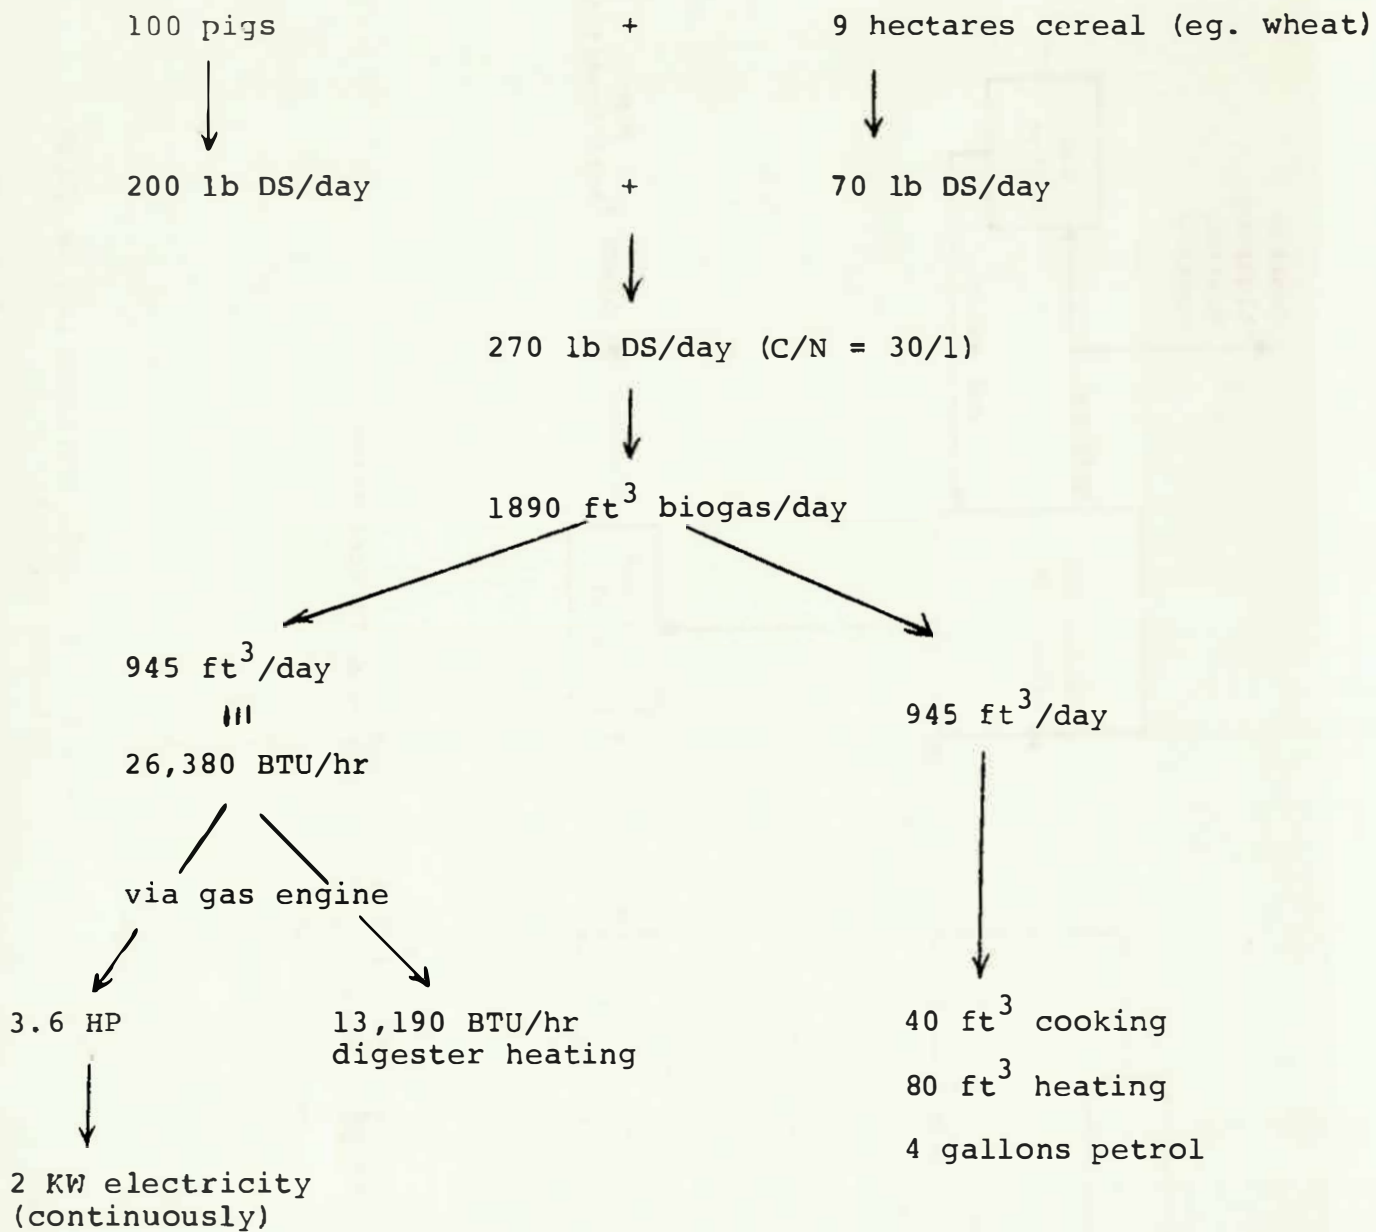 100 pigs + 9 hectares cereal (eg. wheat)
200 lb DS/day + 70 lb DS/day
270 lb DS/day (C/N = 30/1)
1890 ft³ biogas/day
945 ft³/day
945 ft³/day
26,380 BTU/hr
via gas engine
3.6 HP
13,190 BTU/hr
digester heating
2 KW electricity
(continuously)
40 ft³ cooking
80 ft³ heating
4 gallons petrol